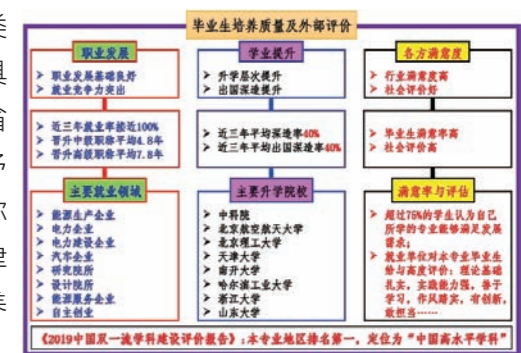 毕业生培养质量及外部评价
职业发展
职业发展基础良好
就业竞争力突出
近三年就业率接近100%
晋升中级职称平均4.8年
晋升高级职称平均7.8年
主要就业领域
能源生产企业
电力企业
电力建设企业
汽车企业
研究院所
设计院所
能源服务企业
自主创业
学业提升
升学层次提升
出国深造提升
近三年平均深造率40%
近三年平均出国深造率40%
主要升学院校
中科院
北京航空航天大学
北京理工大学
天津大学
南开大学
哈尔滨工业大学
浙江大学
山东大学
各方满意度
行业满意度高
社会评价好
毕业生满意率高
社会评价高
满意率与评估
超过75%的学生认为自己
所学的专业能够满足发展
需求;
就业单位对本专业毕业生
给与高度评价:理论基础
扎实,实践能力强,善于
学习,作风踏实,有创新,
敢担当……
《2019中国双一流学科建设评价报告》:本专业地区排名第一,定位为“中国高水平学科”